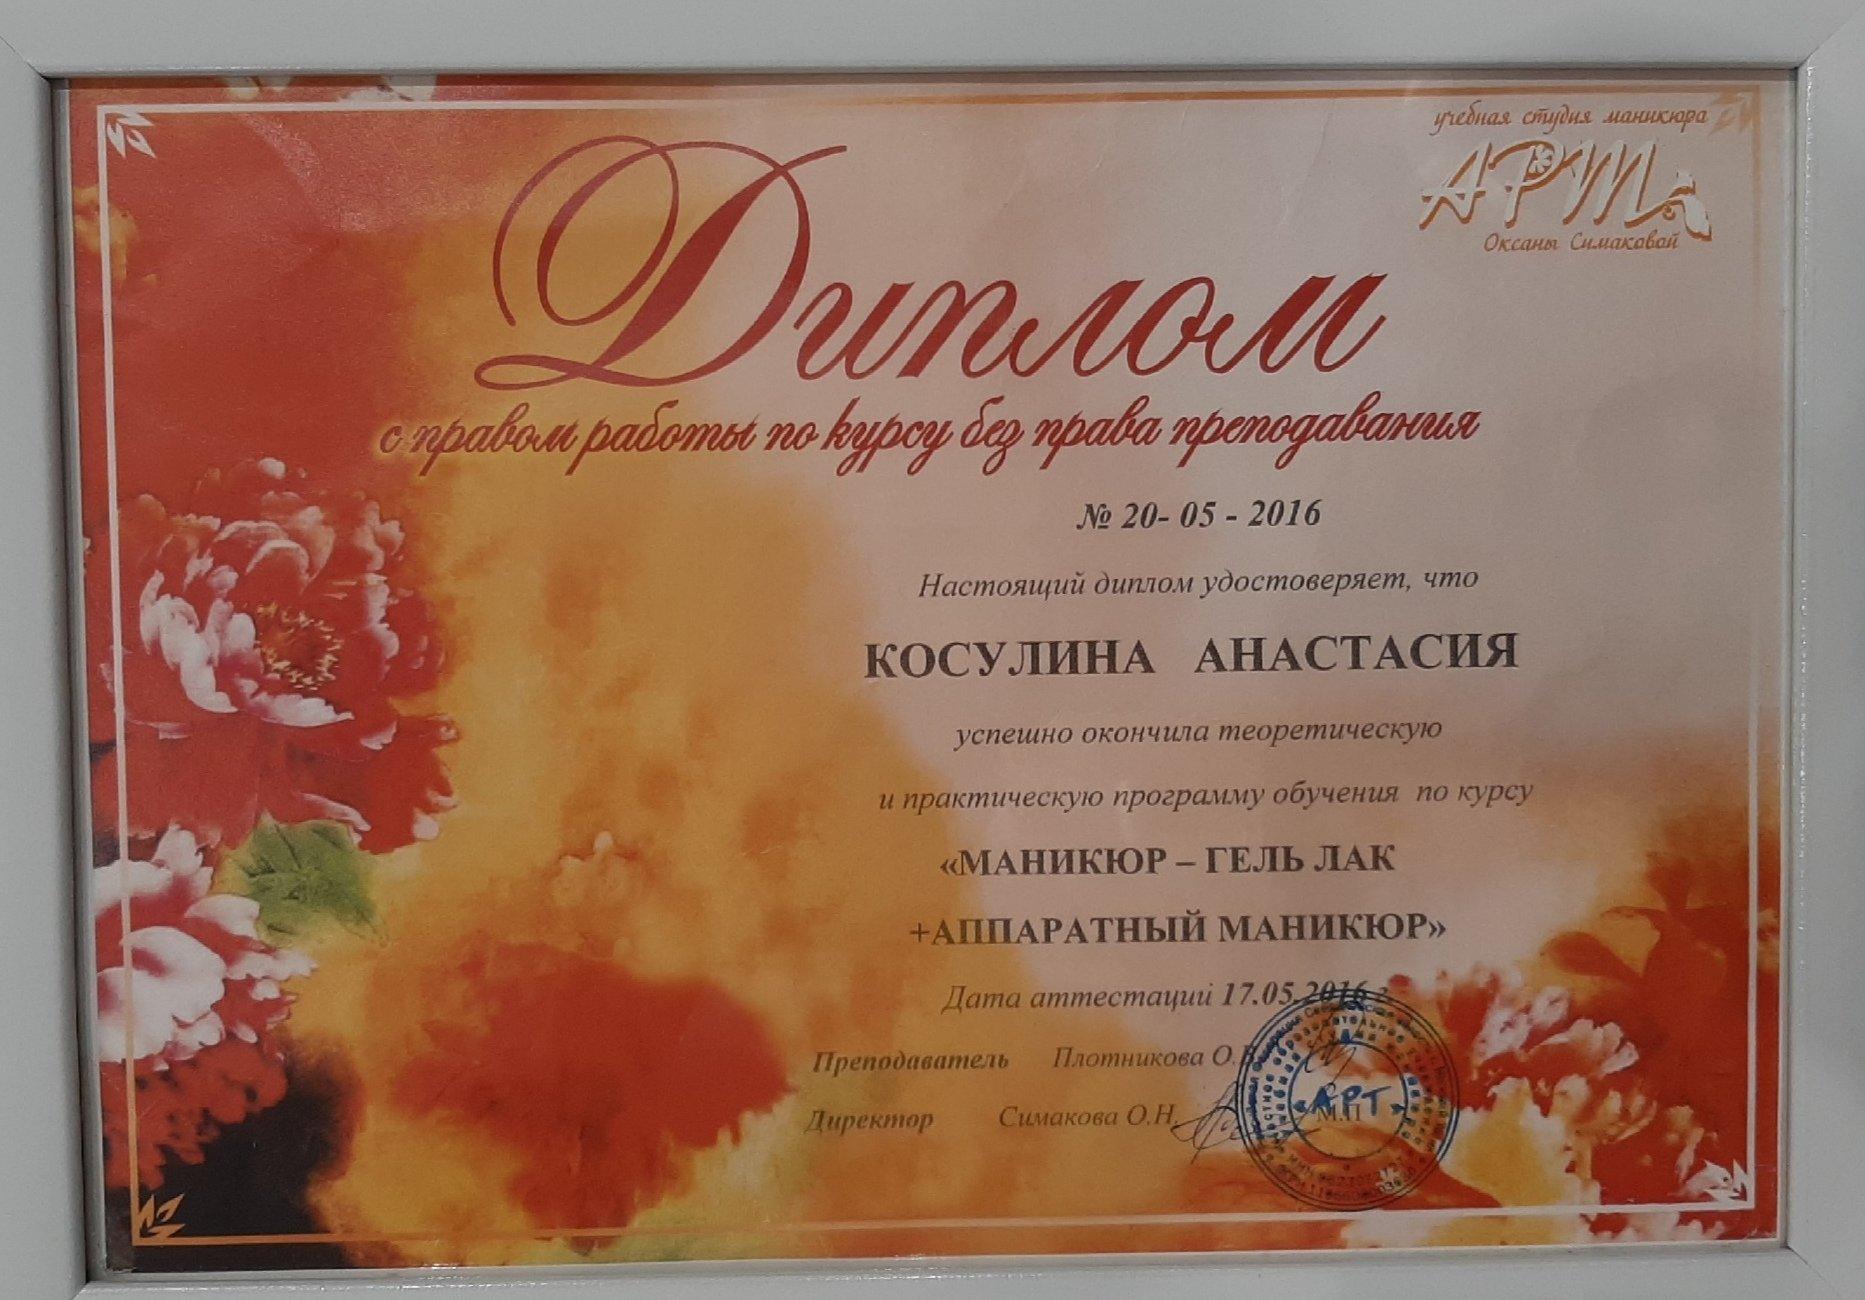 учебная студия маникюра
АРТ
Оксаны Симаковой
Диплом
с правом работы по курсу без права преподавания
№ 20- 05 - 2016
Настоящий диплом удостоверяет, что
КОСУЛИНА АНАСТАСИЯ
успешно окончила теоретическую
и практическую программу обучения по курсу
«МАНИКЮР – ГЕЛЬ ЛАК
+АППАРАТНЫЙ МАНИКЮР»
Дата аттестаций 17.05.2016 г.
Преподаватель Плотникова О.В.
Директор Симакова О.Н.
«АРТ»
М.П